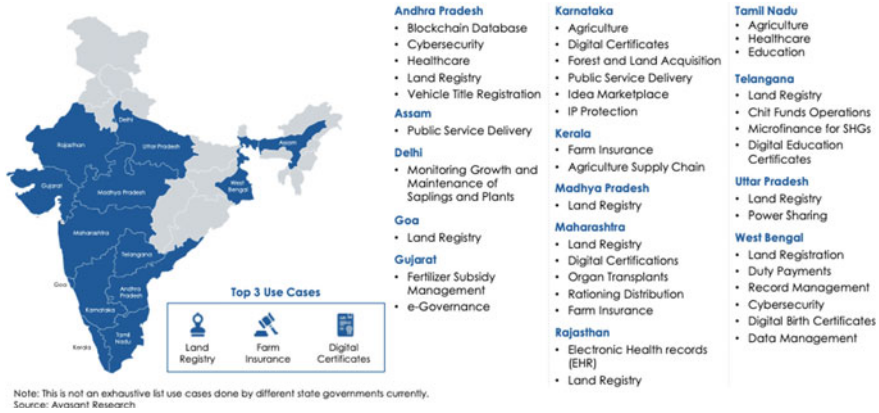 Delhi
Rajasthan
Uttar Pradesh
Assam
Gujarat
Madhya Pradesh
West
Bengal
Maharashtra
Telangana
Goa
Andhra
Pradesh
Karnataka
Tamil
Nadu
Kerala
Top 3 Use Cases
Land
Registry
Farm
Insurance
Digital
Certificates
Andhra Pradesh
• Blockchain Database
• Cybersecurity
• Healthcare
• Land Registry
• Vehicle Title Registration
Assam
• Public Service Delivery
Delhi
• Monitoring Growth and
Maintenance of
Saplings and Plants
Goa
• Land Registry
Gujarat
• Fertilizer Subsidy
Management
• e-Governance
Karnataka
• Agriculture
• Digital Certificates
• Forest and Land Acquisition
• Public Service Delivery
• Idea Marketplace
• IP Protection
Kerala
• Farm Insurance
• Agriculture Supply Chain
Madhya Pradesh
• Land Registry
Maharashtra
• Land Registry
• Digital Certifications
• Organ Transplants
• Rationing Distribution
• Farm Insurance
Rajasthan
• Electronic Health records
(EHR)
• Land Registry
Tamil Nadu
• Agriculture
• Healthcare
• Education
Telangana
• Land Registry
• Chit Funds Operations
• Microfinance for SHGs
• Digital Education
Certificates
Uttar Pradesh
• Land Registry
• Power Sharing
West Bengal
• Land Registration
• Duty Payments
• Record Management
• Cybersecurity
• Digital Birth Certificates
• Data Management
Note: This is not an exhaustive list use cases done by different state governments currently.
Source: Avasant Research